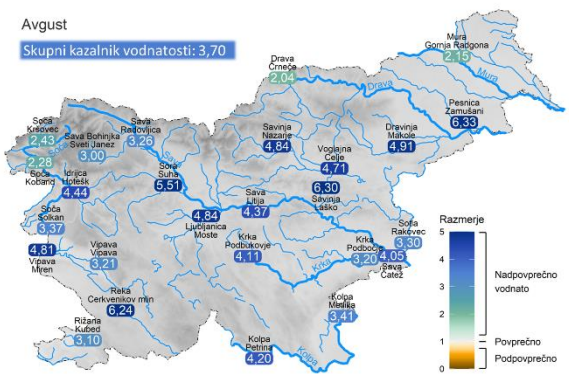 Avgust
Skupni kazalnik vodnatosti: 3,70
Mura
Gornja Radgona
2,15
Mura
Drava
Črneče
2,04
Drava
Pesnica
Zamušani
6,33
Soča
Kršovec
2,43
Sava Bohinjka
Sveti Janez
3,00
Sava
Radovljica
3,26
Savinja
Nazarje
4,84
Dravinja
Makole
4,91
Voglajna
Celje
4,71
2,28
Soča
Kobarid
Idrijca
Hotešk
4,44
Sora
Suha
5,51
6,30
Savinja
Laško
Sava
Litija
4,37
4,84
Ljubljanica
Moste
Soča
Solkan
3,37
Sotla
Rakovec
3,30
4,81
Vipava
Miren
Vipava
Vipava
3,21
Krka
Podbukovje
4,11
Krka
Podbočje
3,20
4,05
Sava
Čatež
Krka
Reka
Cerkvenikov mlin
6,24
Kolpa
Metlika
3,41
Rižana
Kubed
3,10
Kolpa
Petrina
4,20
Kolpa
Razmerje
5
4
3
2
1
0
Nadpovprečno
vodnato
Povprečno
Podpovprečno